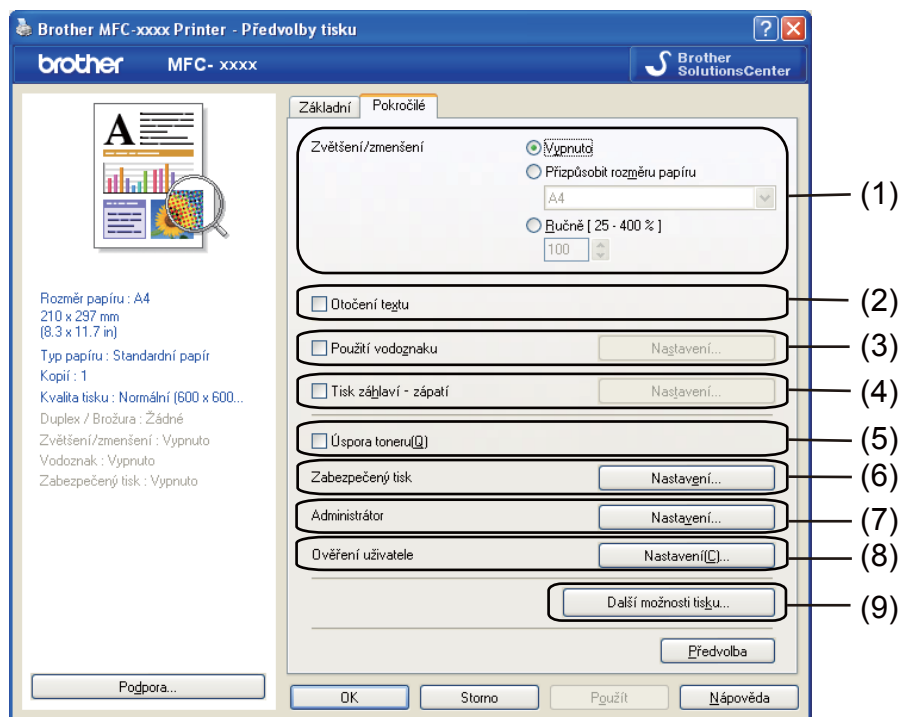 Brother MFC-xxxx Printer - Předvolby tisku
brother MFC- xxxx
Brother
SolutionsCenter
A
Rozměr papíru : A4
210 x 297 mm
(8.3 x 11.7 in)
Typ papíru : Standardní papír
Kopií : 1
Kvalita tisku : Normální (600 x 600...
Duplex / Brožura : Žádné
Zvětšení/zmenšení : Vypnuto
Vodoznak : Vypnuto
Zabezpečený tisk : Vypnuto
Podpora...
Základní Pokročilé
Zvětšení/zmenšení Vypnuto
Přizpůsobit rozměru papíru
A4
(1)
Ručně [ 25 - 400 % ]
100
Otočení textu (2)
Použití vodoznaku Nastavení... (3)
Tisk záhlaví - zápatí Nastavení... (4)
Úspora toneru(Q) (5)
Zabezpečený tisk Nastavení... (6)
Administrátor Nastavení... (7)
Ověření uživatele Nastavení(C)... (8)
Další možnosti tisku... (9)
Předvolba
OK Storno Použít Nápověda